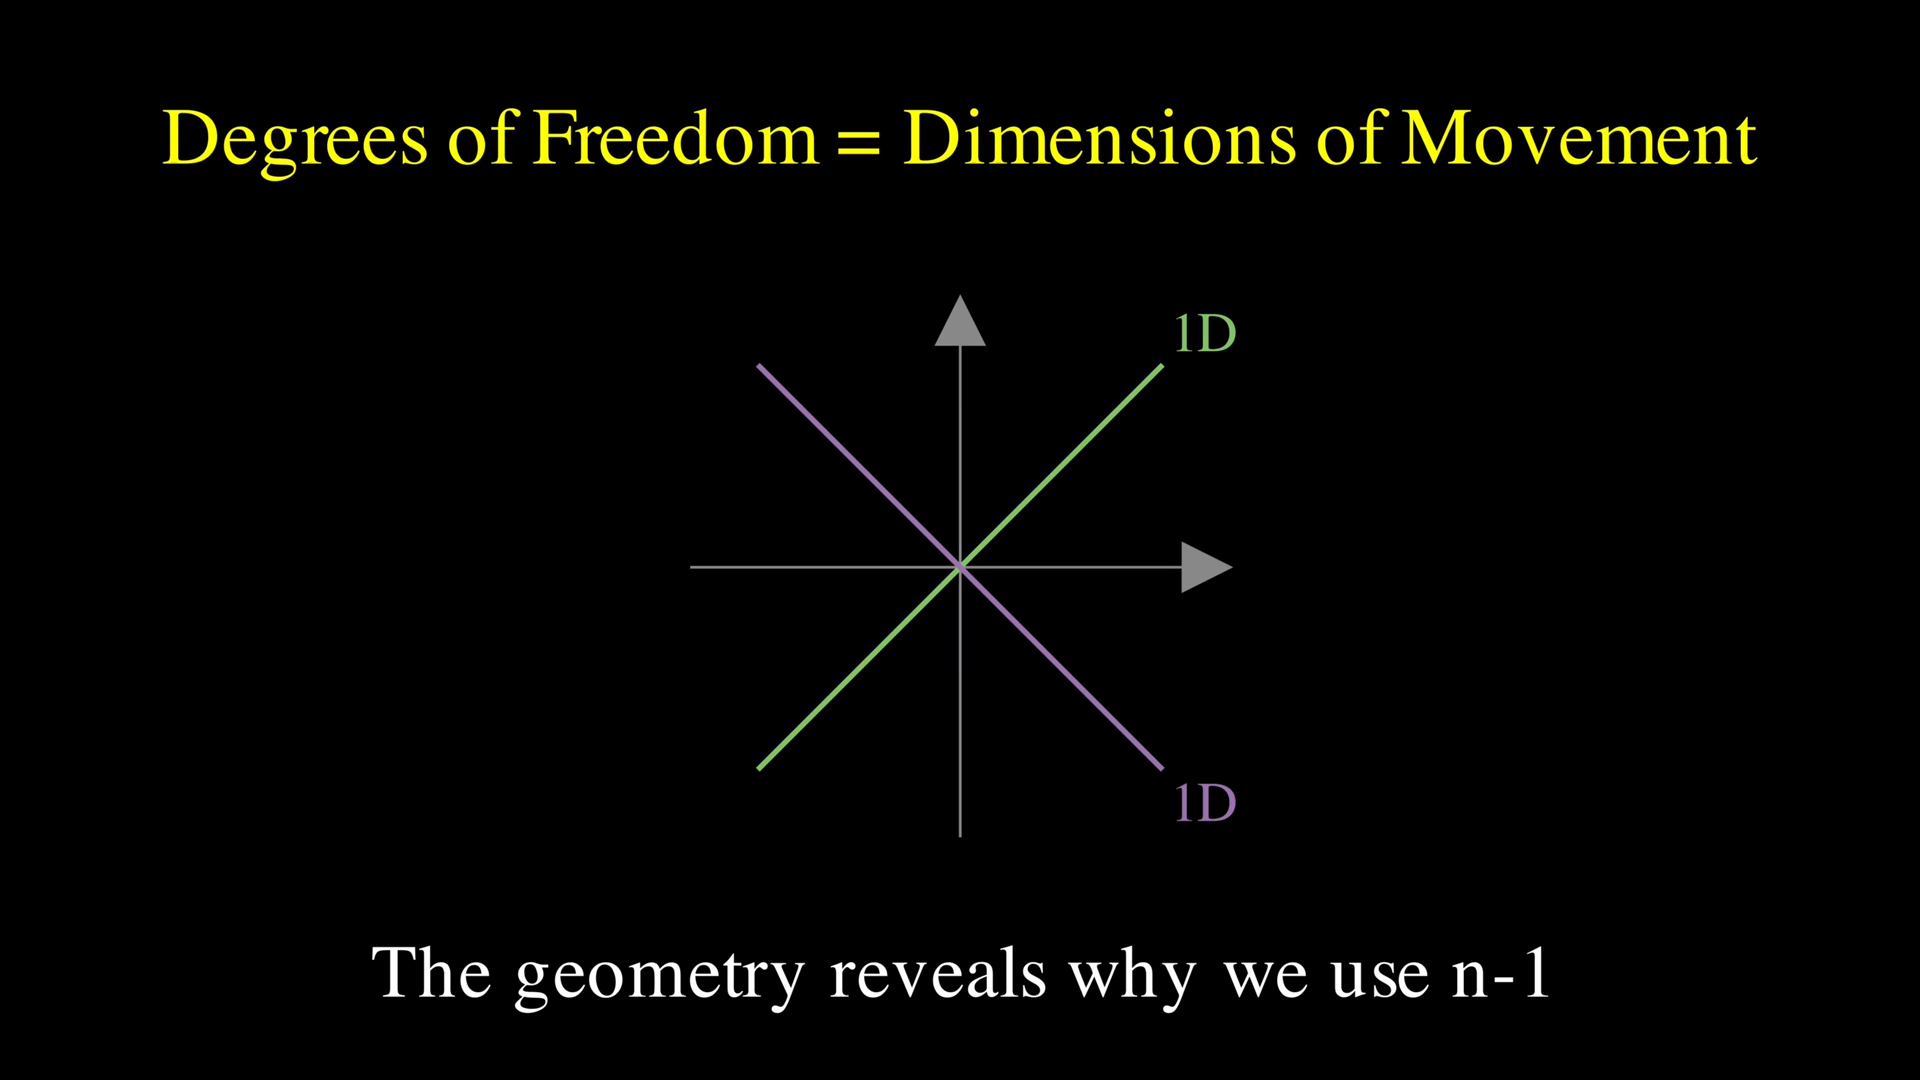 Degrees of Freedom = Dimensions of Movement
1D
1D
The geometry reveals why we use n-1